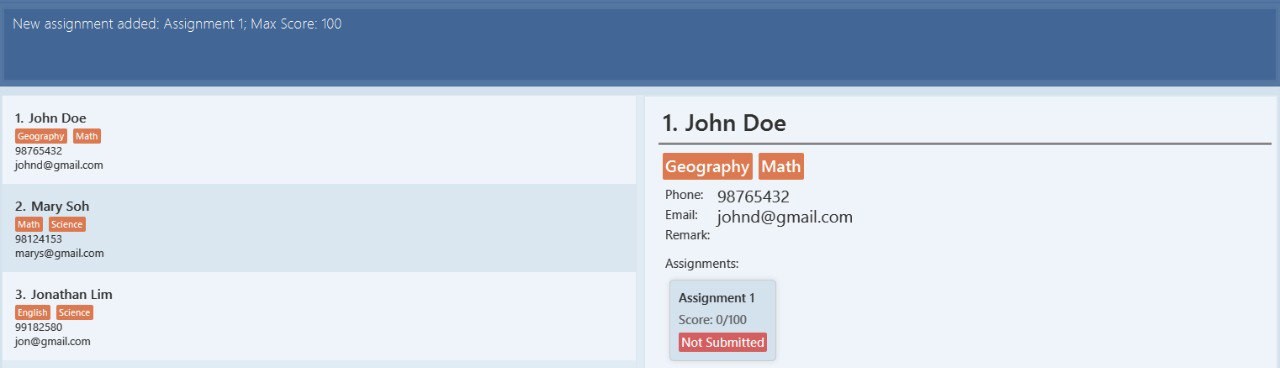 New assignment added: Assignment 1; Max Score: 100
1. John Doe
Geography Math
98765432
johnd@gmail.com
2. Mary Soh
Math Science
98124153
marys@gmail.com
3. Jonathan Lim
English Science
99182580
jon@gmail.com
1. John Doe
Geography Math
Phone: 98765432
Email: johnd@gmail.com
Remark:
Assignments:
Assignment 1
Score: 0/100
Not Submitted